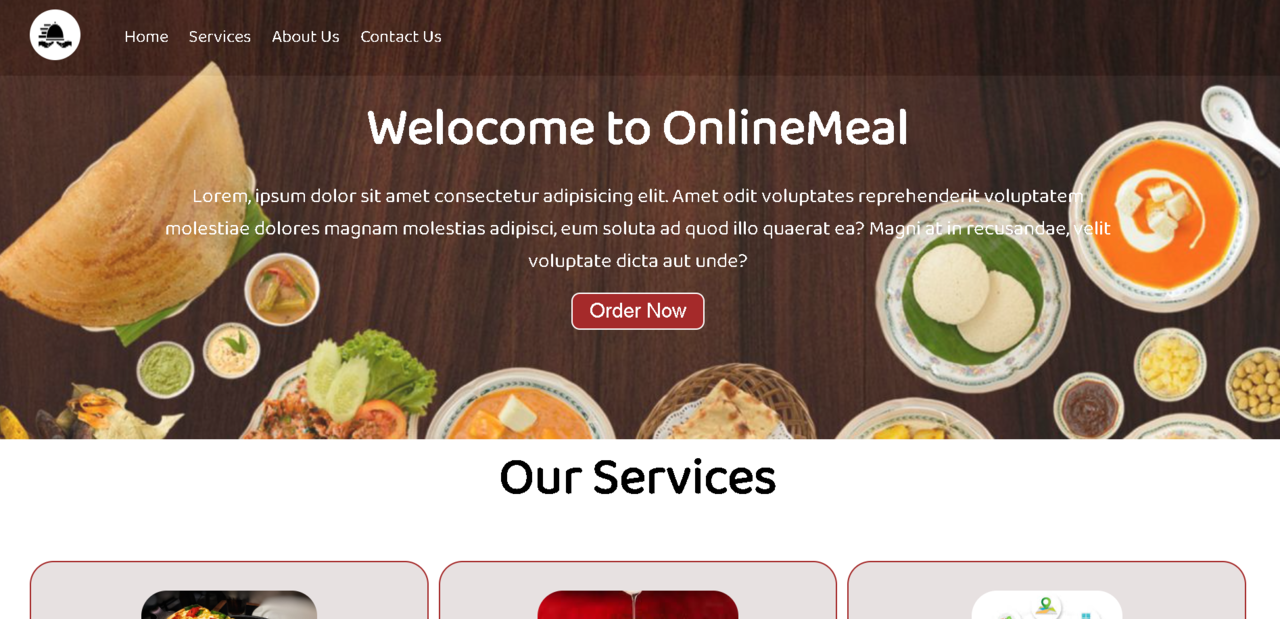 Home Services About Us Contact Us
Welocome to OnlineMeal
Lorem, ipsum dolor sit amet consectetur adipisicing elit. Amet odit voluptates reprehenderit voluptatem
molestiae dolores magnam molestias adipisci, eum soluta ad quod illo quaerat ea? Magni at in recusandae, velit
voluptate dicta aut unde?
Order Now
Our Services